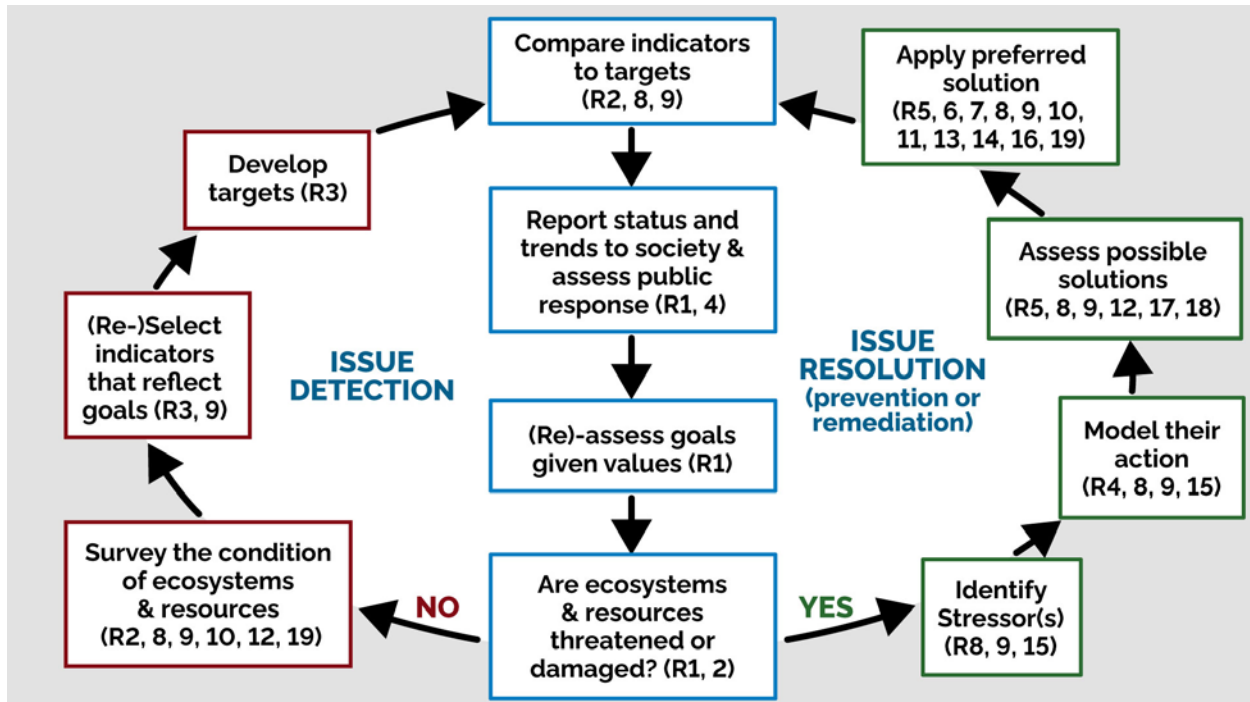 Compare indicators
to targets
(R2, 8, 9)
Report status and
trends to society &
assess public
response (R1, 4)
(Re)-assess goals
given values (R1)
Are ecosystems
& resources
threatened or
damaged? (R1, 2)
NO
Survey the condition
of ecosystems
& resources
(R2, 8, 9, 10, 12, 19)
(Re-)Select
indicators
that reflect
goals (R3, 9)
Develop
targets (R3)
ISSUE
DETECTION
YES
Identify
Stressor(s)
(R8, 9, 15)
Model their
action
(R4, 8, 9, 15)
Assess possible
solutions
(R5, 8, 9, 12, 17, 18)
Apply preferred
solution
(R5, 6, 7, 8, 9, 10,
11, 13, 14, 16, 19)
ISSUE
RESOLUTION
(prevention or
remediation)